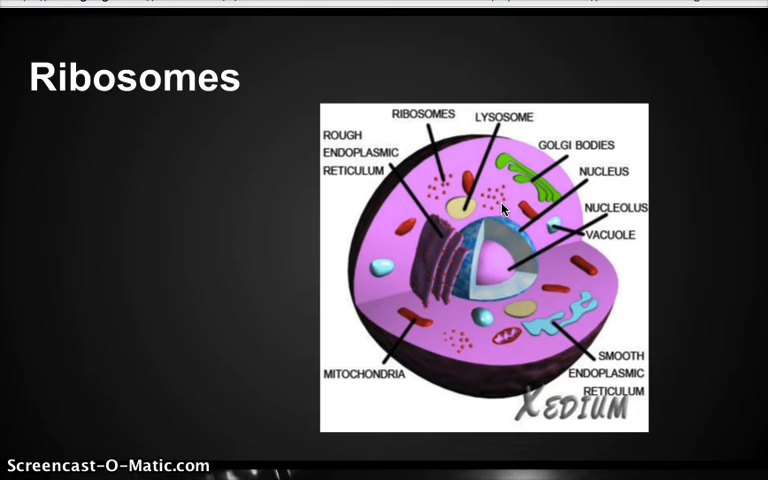 Ribosomes
RIBOSOMES
LYSOSOME
ROUGH
ENDOPLASMIC
RETICULUM
GOLGI BODIES
NUCLEUS
NUCLEOLUS
VACUOLE
MITOCHONDRIA
SMOOTH
ENDOPLASMIC
RETICULUM
XEDIUM
Screencast-O-Matic.com